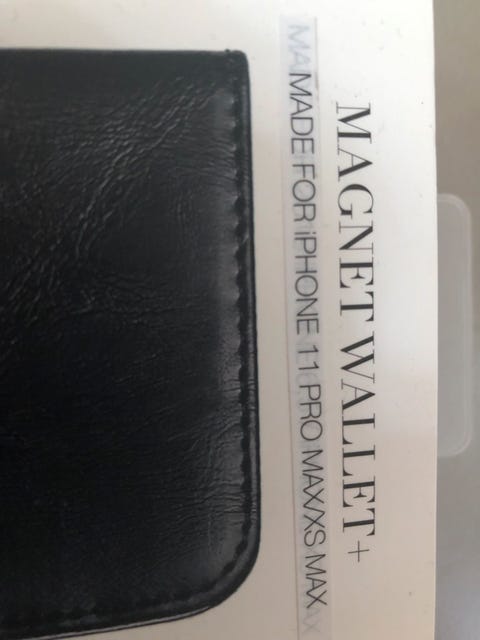 MAGNET WALLET+
MADE FOR iPHONE 11 PRO MAX/XS MAX